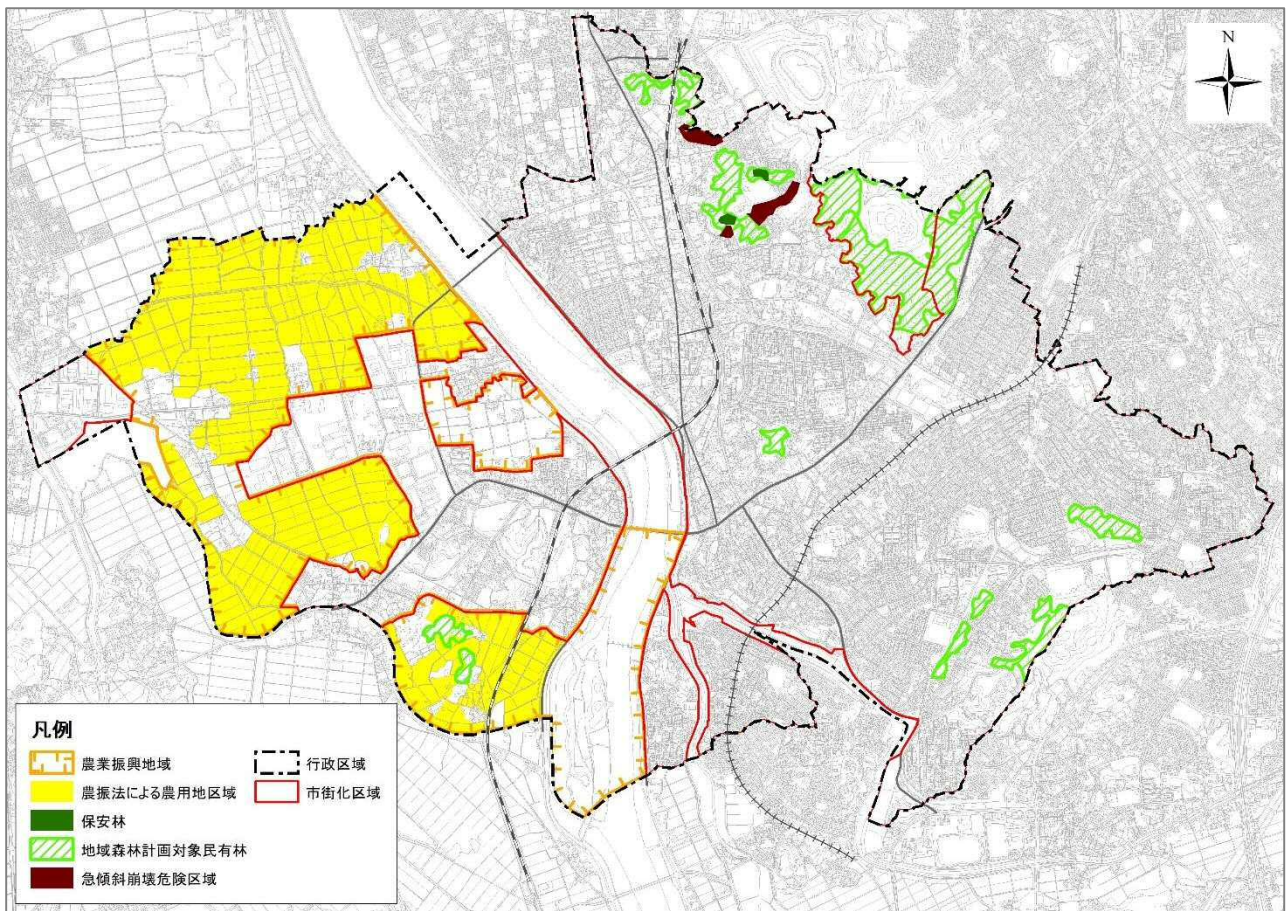 N
凡例
農業振興地域
農振法による農用地区域
保安林
地域森林計画対象民有林
急傾斜崩壊危険区域
行政区域
市街化区域